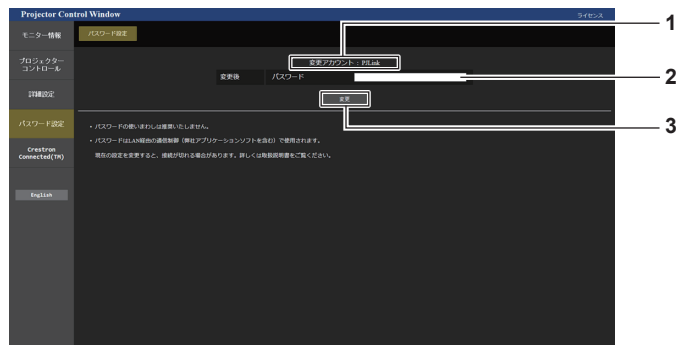 Projector Control Window
ライセンス
モニター情報
パスワード設定
プロジェクター
コントロール
変更アカウント：PJLink
変更後
パスワード
詳細設定
変更
パスワード設定
・パスワードの使いまわしは推奨いたしません。
・パスワードはLAN経由の通信制御（弊社アプリケーションソフトを含む）で使用されます。
現在の設定を変更すると、接続が切れる場合があります。詳しくは取扱説明書をご覧ください。
Crestron
Connected(TM)
English
1
2
3